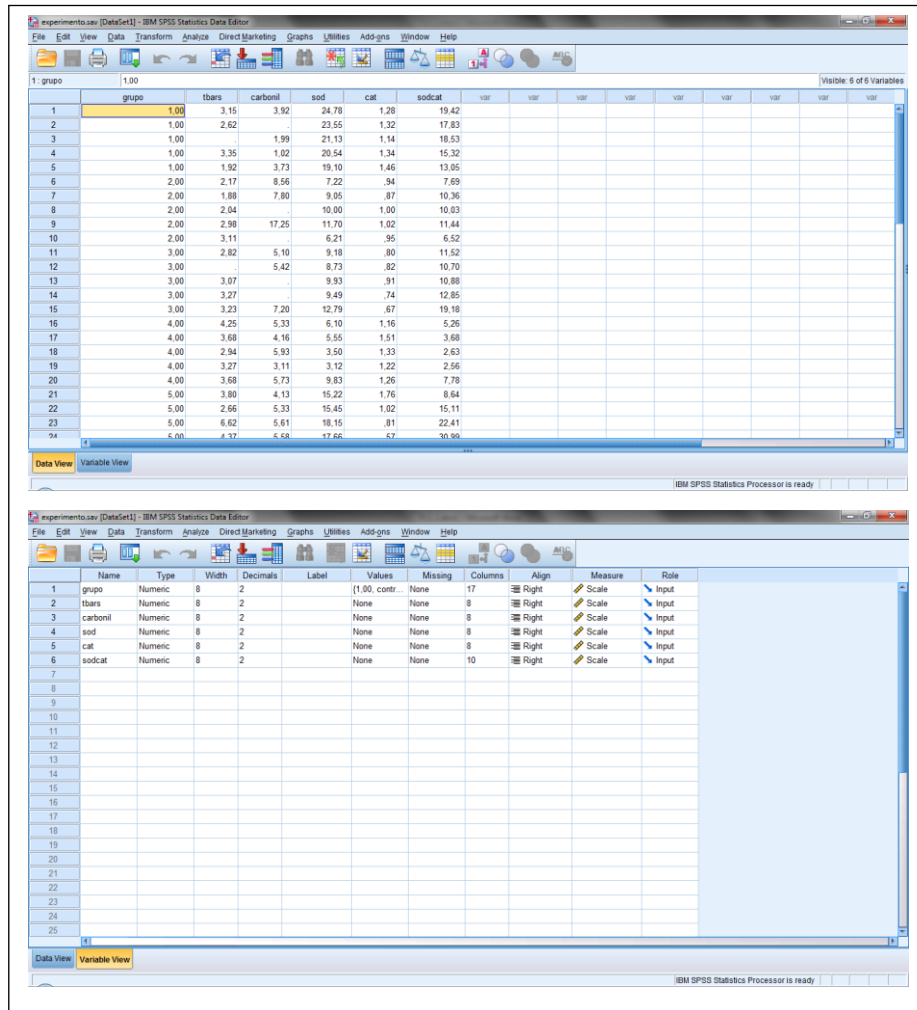 experimento.sav [DataSet1] - IBM SPSS Statistics Data Editor
File Edit View Data Transform Analyze Direct Marketing Graphs Utilities Add-ons Window Help
1 : grupo 1,00 Visible: 6 of 6 Variables
grupo tbars carbonil sod cat sodcat var var var var var var var var
1 1,00 3,15 3,92 24,78 1,28 19,42
2 1,00 2,62 . 23,55 1,32 17,83
3 1,00 . 1,99 21,13 1,14 18,53
4 1,00 3,35 1,02 20,54 1,34 15,32
5 1,00 1,92 3,73 19,10 1,46 13,05
6 2,00 2,17 8,56 7,22 ,94 7,69
7 2,00 1,88 7,80 9,05 ,87 10,36
8 2,00 2,04 . 10,00 1,00 10,03
9 2,00 2,98 17,25 11,70 1,02 11,44
10 2,00 3,11 . 6,21 ,95 6,52
11 3,00 2,82 5,10 9,18 ,80 11,52
12 3,00 . 5,42 8,73 ,82 10,70
13 3,00 3,07 . 9,93 ,91 10,88
14 3,00 3,27 . 9,49 ,74 12,85
15 3,00 3,23 7,20 12,79 ,67 19,18
16 4,00 4,25 5,33 6,10 1,16 5,26
17 4,00 3,68 4,16 5,55 1,51 3,68
18 4,00 2,94 5,93 3,50 1,33 2,63
19 4,00 3,27 3,11 3,12 1,22 2,56
20 4,00 3,68 5,73 9,83 1,26 7,78
21 5,00 3,80 4,13 15,22 1,76 8,64
22 5,00 2,66 5,33 15,45 1,02 15,11
23 5,00 6,62 5,61 18,15 ,81 22,41
24 5,00 4,37 5,58 17,66 ,57 30,99
Data View Variable View
IBM SPSS Statistics Processor is ready
experimento.sav [DataSet1] - IBM SPSS Statistics Data Editor
File Edit View Data Transform Analyze Direct Marketing Graphs Utilities Add-ons Window Help
Name Type Width Decimals Label Values Missing Columns Align Measure Role
1 grupo Numeric 8 2 {1,00, contr... None 17 Right Scale Input
2 tbars Numeric 8 2 None None 8 Right Scale Input
3 carbonil Numeric 8 2 None None 8 Right Scale Input
4 sod Numeric 8 2 None None 8 Right Scale Input
5 cat Numeric 8 2 None None 8 Right Scale Input
6 sodcat Numeric 8 2 None None 10 Right Scale Input
7
8
9
10
11
12
13
14
15
16
17
18
19
20
21
22
23
24
25
Data View Variable View
IBM SPSS Statistics Processor is ready